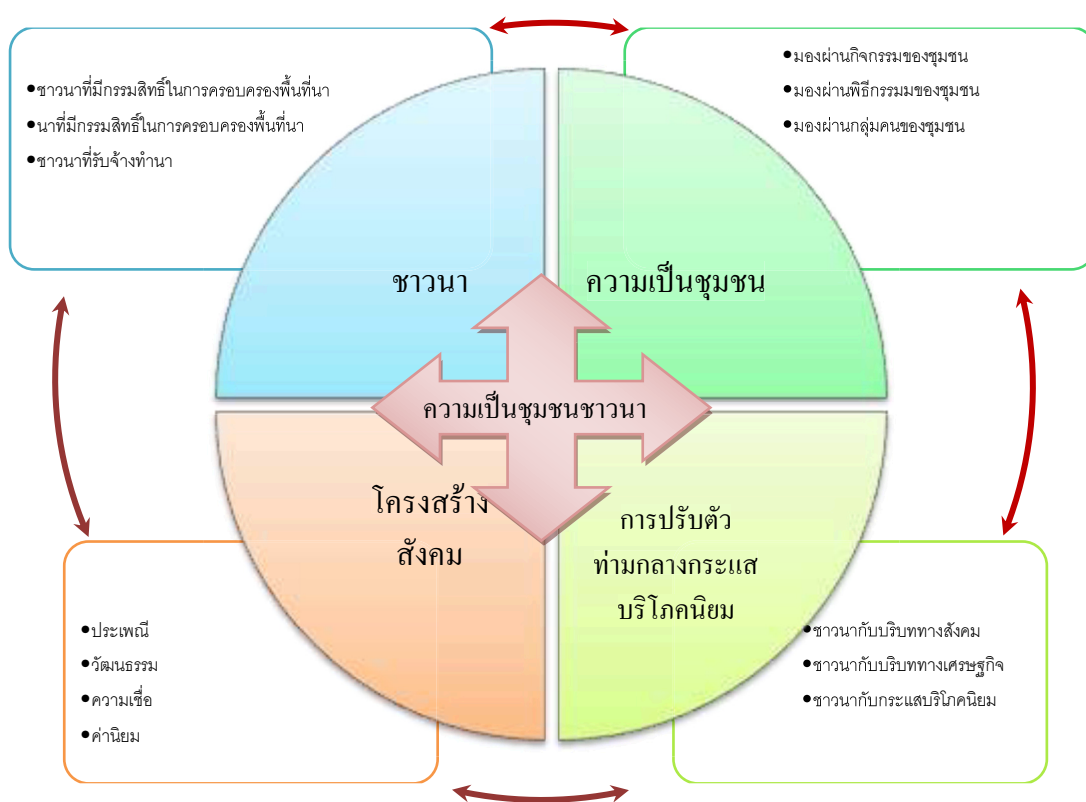 •ชาวนาที่มีกรรมสิทธิ์ในการครอบครองพื้นที่นา
•นาที่มีกรรมสิทธิ์ในการครอบครองพื้นที่นา
•ชาวนาที่รับจ้างทำนา
•มองผ่านกิจกรรมของชุมชน
•มองผ่านพิธีกรรมมของชุมชน
•มองผ่านกลุ่มคนของชุมชน
ชาวนา
ความเป็นชุมชน
ความเป็นชุมชนชาวนา
โครงสร้าง
สังคม
การปรับตัว
ท่ามกลางกระแส
บริโภคนิยม
•ประเพณี
•วัฒนธรรม
•ความเชื่อ
•ค่านิยม
•ชาวนากับบริบททางสังคม
•ชาวนากับบริบททางเศรษฐกิจ
•ชาวนากับกระแสบริโภคนิยม